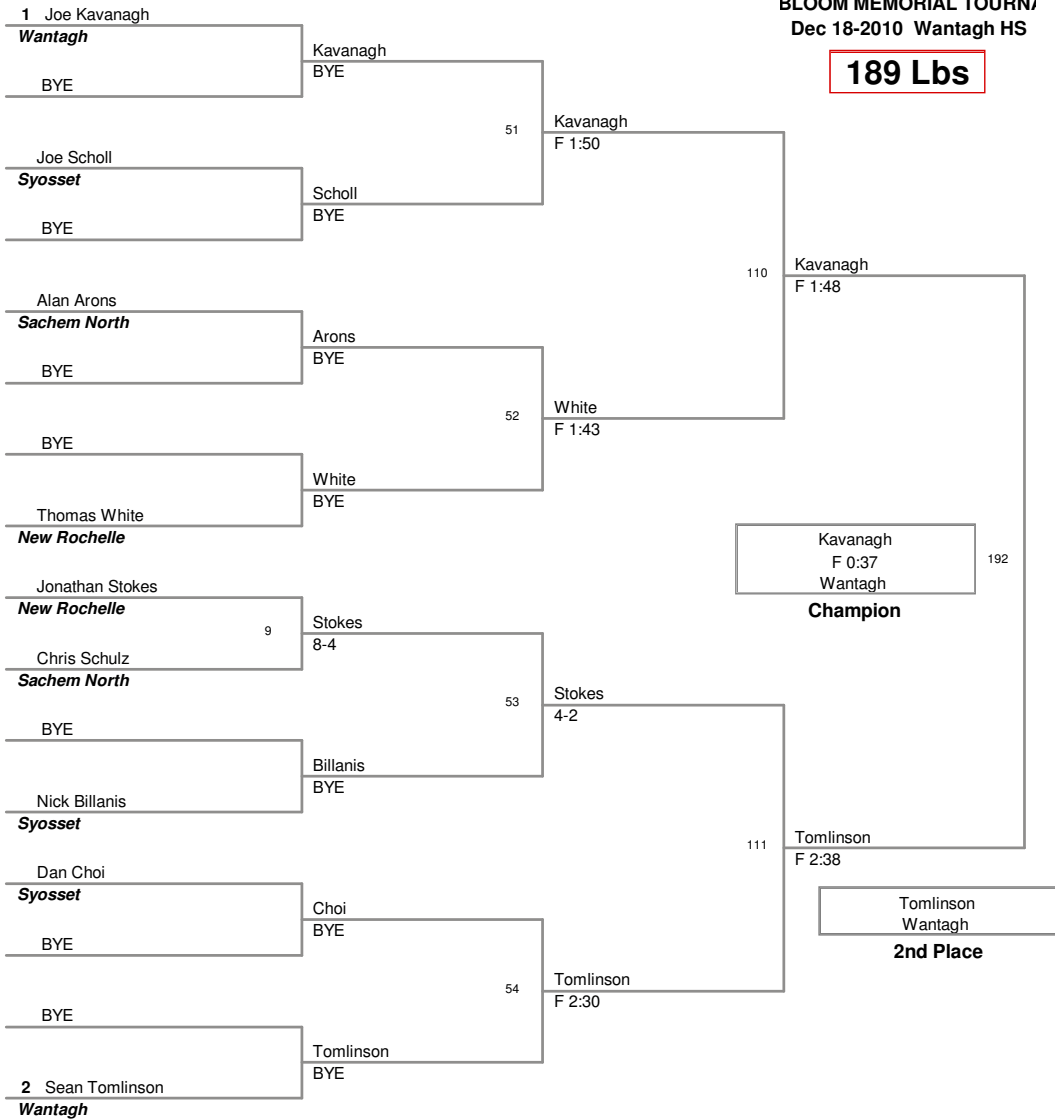 BLOOM MEMORIAL
Dec 18-2010 Wantagh HS
189 Lbs
1 Joe Kavanagh
Wantagh
BYE
Joe Scholl
Syosset
BYE
Alan Arons
Sachem North
BYE
BYE
Thomas White
New Rochelle
Jonathan Stokes
New Rochelle
9
Chris Schulz
Sachem North
BYE
Nick Billanis
Syosset
Dan Choi
Syosset
BYE
BYE
2 Sean Tomlinson
Wantagh
Kavanagh
BYE
51
Scholl
BYE
Arons
BYE
52
White
BYE
Stokes
8-4
53
Billanis
BYE
Choi
BYE
54
Tomlinson
BYE
Kavanagh
F 1:50
110
White
F 1:43
Stokes
4-2
111
Tomlinson
F 2:30
Kavanagh
F 1:48
Tomlinson
F 2:38
Kavanagh
F 0:37
Wantagh
192
Champion
Tomlinson
Wantagh
2nd Place